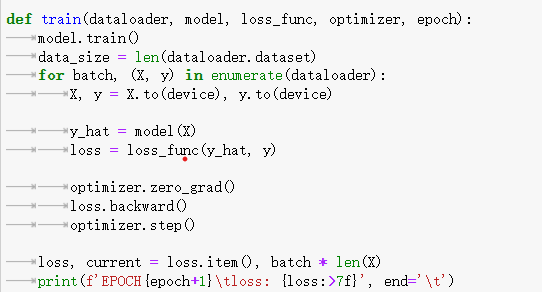 def train(dataloader, model, loss_func, optimizer, epoch):
    model.train()
    data_size = len(dataloader.dataset)
    for batch, (X, y) in enumerate(dataloader):
        X, y = X.to(device), y.to(device)

        y_hat = model(X)
        loss = loss_func(y_hat, y)

        optimizer.zero_grad()
        loss.backward()
        optimizer.step()

    loss, current = loss.item(), batch * len(X)
    print(f'EPOCH{epoch+1}\tloss: {loss:>7f}', end='\t')